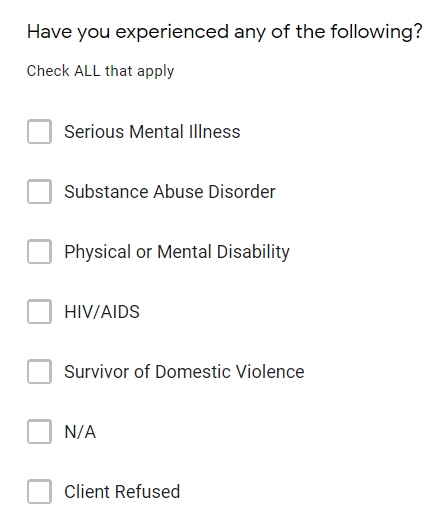 Have you experienced any of the following?
Check ALL that apply
Serious Mental Illness
Substance Abuse Disorder
Physical or Mental Disability
HIV/AIDS
Survivor of Domestic Violence
N/A
Client Refused